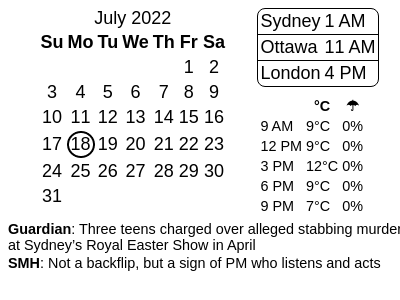 July 2022
Su Mo Tu We Th Fr Sa
1 2
3 4 5 6 7 8 9
10 11 12 13 14 15 16
17 18 19 20 21 22 23
24 25 26 27 28 29 30
31
Sydney 1 AM
Ottawa 11 AM
London 4 PM
°C ☂
9 AM 9°C 0%
12 PM 9°C 0%
3 PM 12°C 0%
6 PM 9°C 0%
9 PM 7°C 0%
Guardian: Three teens charged over alleged stabbing murder
at Sydney’s Royal Easter Show in April
SMH: Not a backflip, but a sign of PM who listens and acts